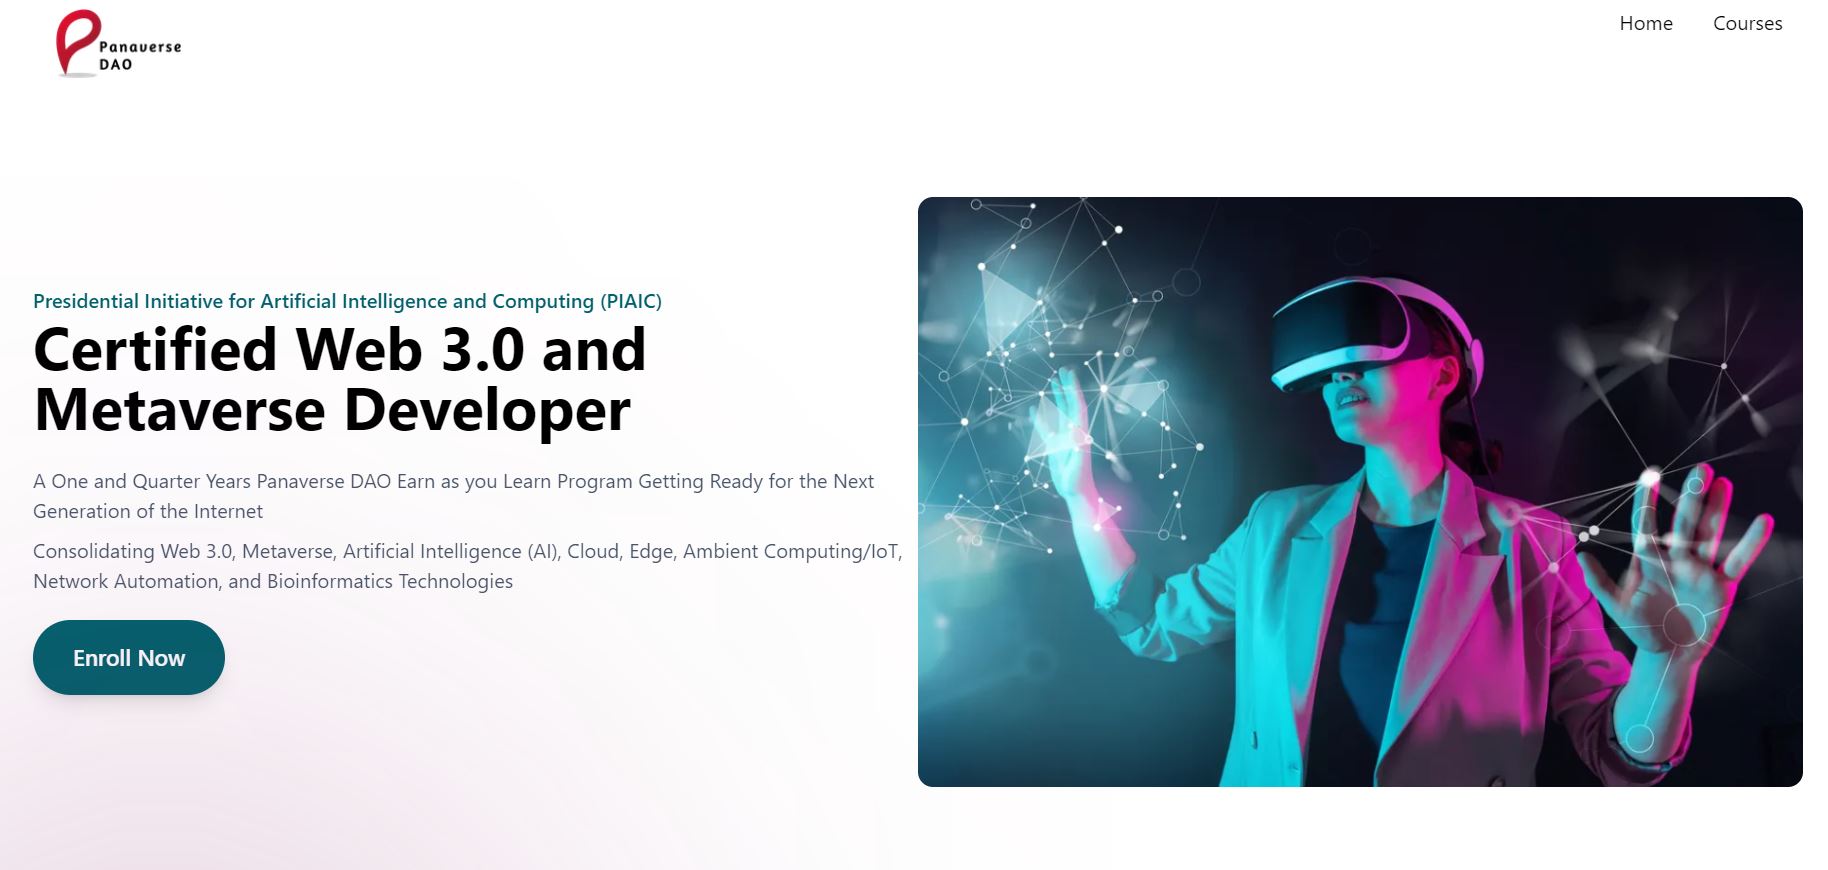 Panaverse
DAO
Home
Courses
Presidential Initiative for Artificial Intelligence and Computing (PIAIC)
Certified Web 3.0 and
Metaverse Developer
A One and Quarter Years Panaverse DAO Earn as you Learn Program Getting Ready for the Next
Generation of the Internet
Consolidating Web 3.0, Metaverse, Artificial Intelligence (AI), Cloud, Edge, Ambient Computing/IoT,
Network Automation, and Bioinformatics Technologies
Enroll Now